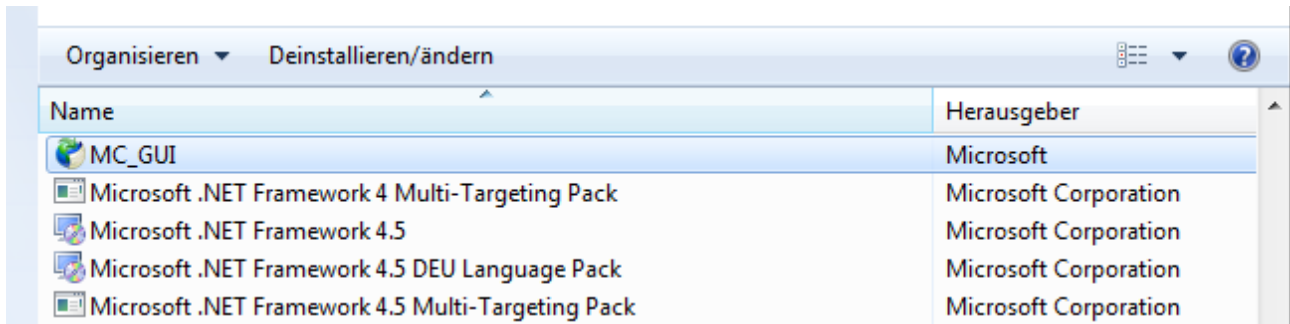 Organisieren Deinstallieren/ändern
Name Herausgeber
MC_GUI Microsoft
Microsoft .NET Framework 4 Multi-Targeting Pack Microsoft Corporation
Microsoft .NET Framework 4.5 Microsoft Corporation
Microsoft .NET Framework 4.5 DEU Language Pack Microsoft Corporation
Microsoft .NET Framework 4.5 Multi-Targeting Pack Microsoft Corporation